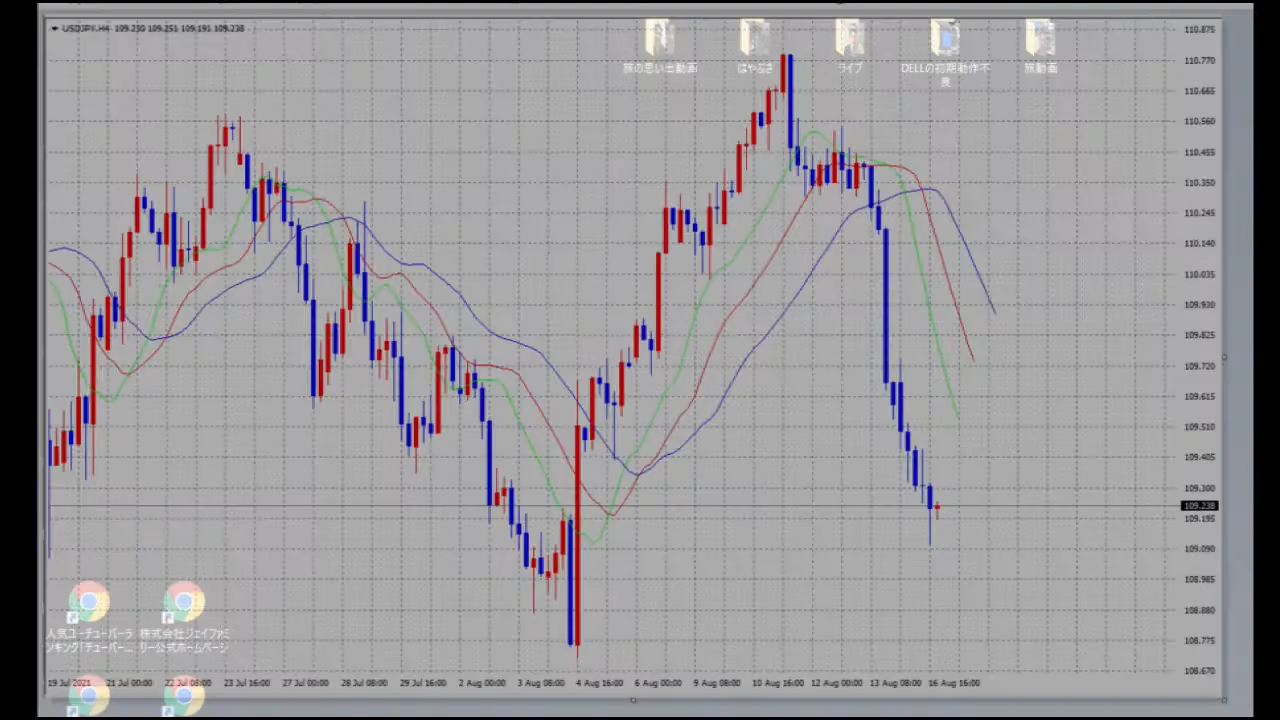 USDJPY,H4 109.230 109.251 109.191 109.238
旅の思い出動画
はやぶさ
ライブ
DELLの初期動作不
良
旅動画
110.875
110.770
110.665
110.560
110.455
110.350
110.245
110.140
110.035
109.930
109.825
109.720
109.615
109.510
109.405
109.300
109.238
109.195
109.090
108.985
108.880
108.775
108.670
人気ユーチューバーラ
ンキング「チューバー...
株式会社ジェイファミ
リー公式ホームページ
19 Jul 2021
21 Jul 00:00
22 Jul 08:00
23 Jul 16:00
27 Jul 00:00
28 Jul 08:00
29 Jul 16:00
2 Aug 00:00
3 Aug 08:00
4 Aug 16:00
6 Aug 00:00
9 Aug 08:00
10 Aug 16:00
12 Aug 00:00
13 Aug 08:00
16 Aug 16:00